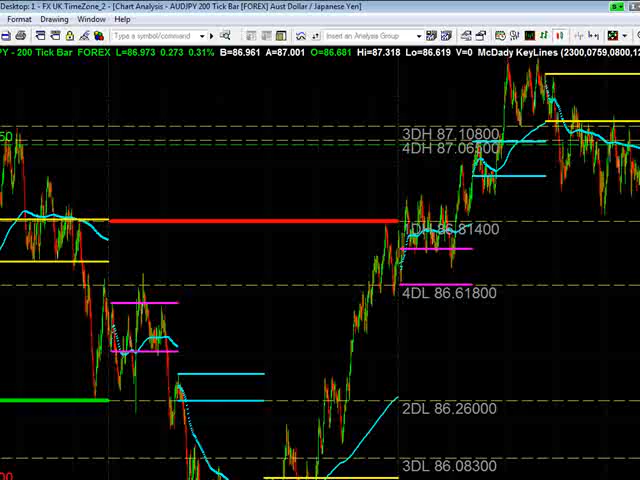 Desktop: 1 - FX UK TimeZone_2 - [Chart Analysis - AUDJPY 200 Tick Bar [FOREX] Aust Dollar / Japanese Yen]
Format Drawing Window Help
Type a symbol/command
Insert an Analysis Group
PY - 200 Tick Bar FOREX L=86.973 0.273 0.31% B=86.961 A=87.001 O=86.681 Hi=87.318 Lo=86.619 V=0 McDady KeyLines (2300,0759,0800,12
50
3DH 87.10800
4DH
86.81400
4DL 86.61800
2DL 86.26000
3DL 86.08300
00